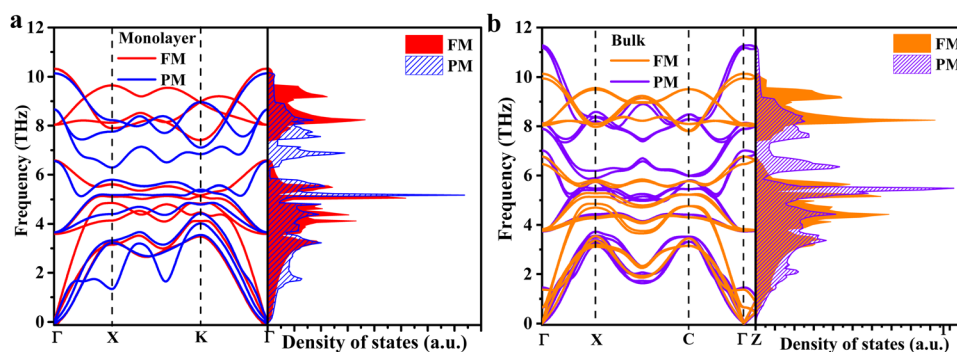 a
Frequency (THz)
12
10
8
6
4
2
0
Monolayer
FM
PM
FM
PM
Γ
X
K
Γ
Density of states (a.u.)
b
Frequency (THz)
12
10
8
6
4
2
0
Bulk
FM
PM
FM
PM
Γ
X
C
Γ
Z
Density of states (a.u.)